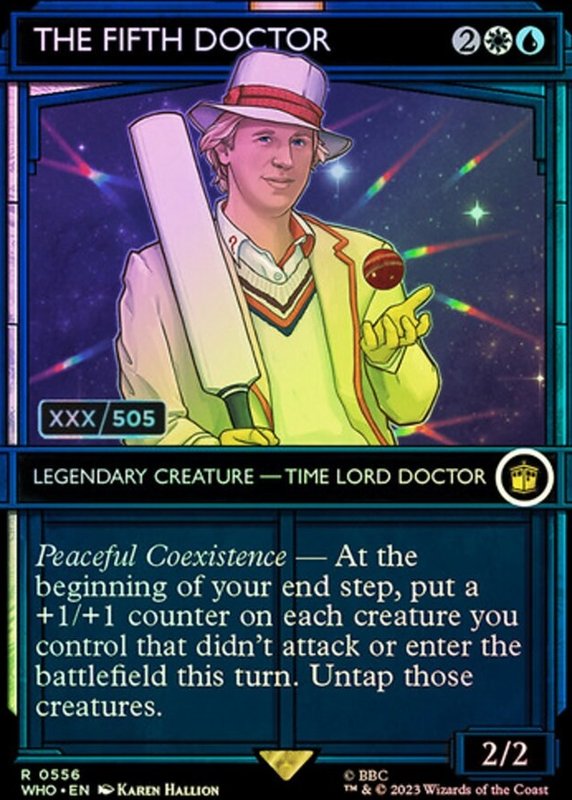 THE FIFTH DOCTOR 2
?
XXX/505
LEGENDARY CREATURE — TIME LORD DOCTOR
Peaceful Coexistence — At the
beginning of your end step, put a
+1/+1 counter on each creature you
control that didn't attack or enter the
battlefield this turn. Untap those
creatures.
2/2
R 0556
WHO • EN KAREN HALLION
© BBC
™ & © 2023 Wizards of the Coast